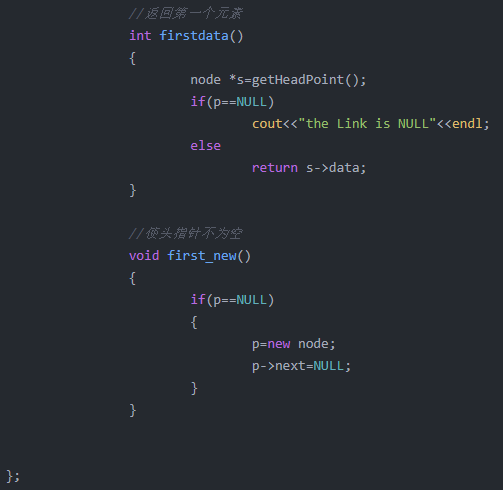 //返回第一个元素
int firstdata()
{
node *s=getHeadPoint();
if(p==NULL)
cout<<"the Link is NULL"<<endl;
else
return s->data;
}
//使头指针不为空
void first_new()
{
if(p==NULL)
{
p=new node;
p->next=NULL;
}
}
};